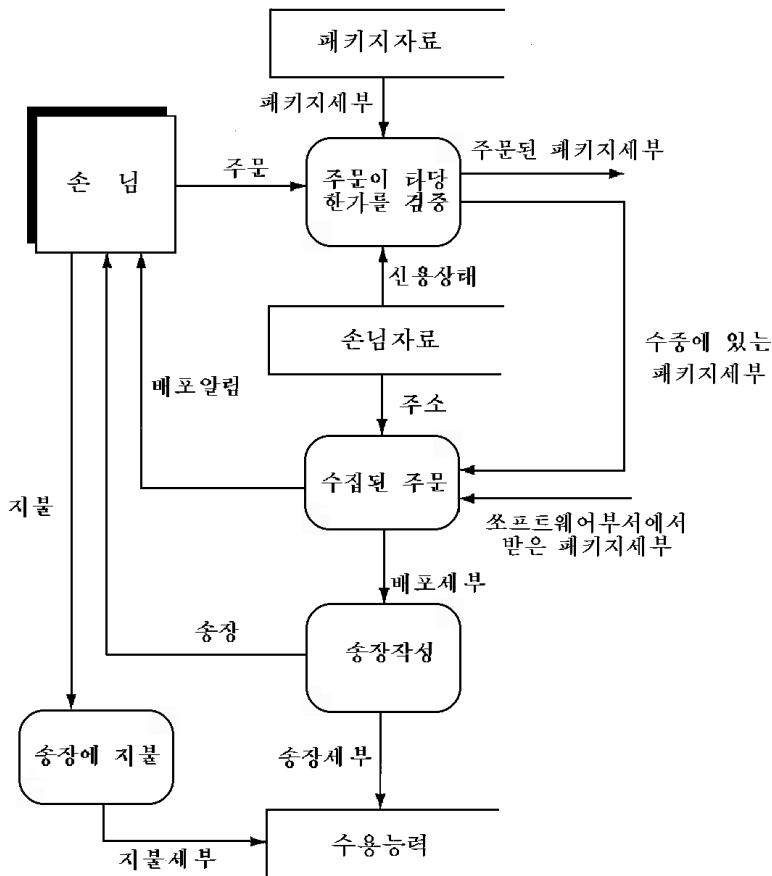 패키지자료
패키지세부
손 님
주문
주문이 타당
한가를 검증
주문된 패키지세부
신용상태
손님자료
수중에 있는
패키지세부
배포알림
주소
수집된 주문
지불
쏘프트웨어부서에서
받은 패키지세부
배포세부
송장
송장작성
송장에 지불
송장세부
지불세부
수용능력